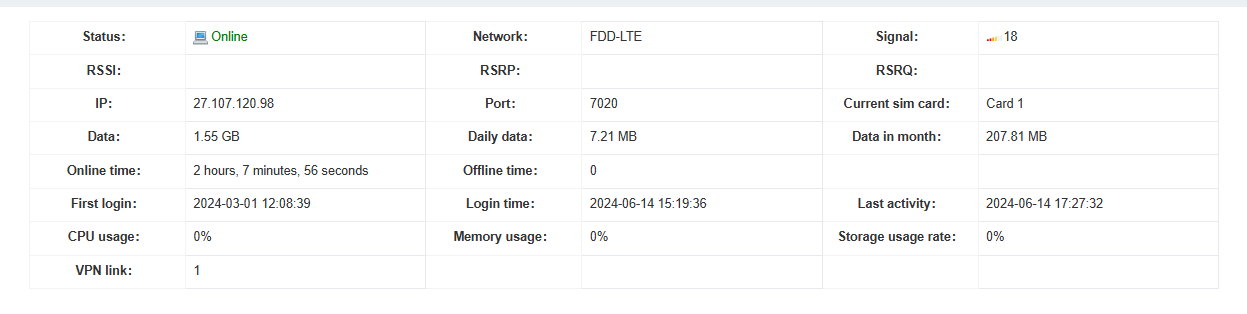 Status: Online Network: FDD-LTE Signal: 18
RSSI: RSRP: RSRQ:
IP: 27.107.120.98 Port: 7020 Current sim card: Card 1
Data: 1.55 GB Daily data: 7.21 MB Data in month: 207.81 MB
Online time: 2 hours, 7 minutes, 56 seconds Offline time: 0
First login: 2024-03-01 12:08:39 Login time: 2024-06-14 15:19:36 Last activity: 2024-06-14 17:27:32
CPU usage: 0% Memory usage: 0% Storage usage rate: 0%
VPN link: 1